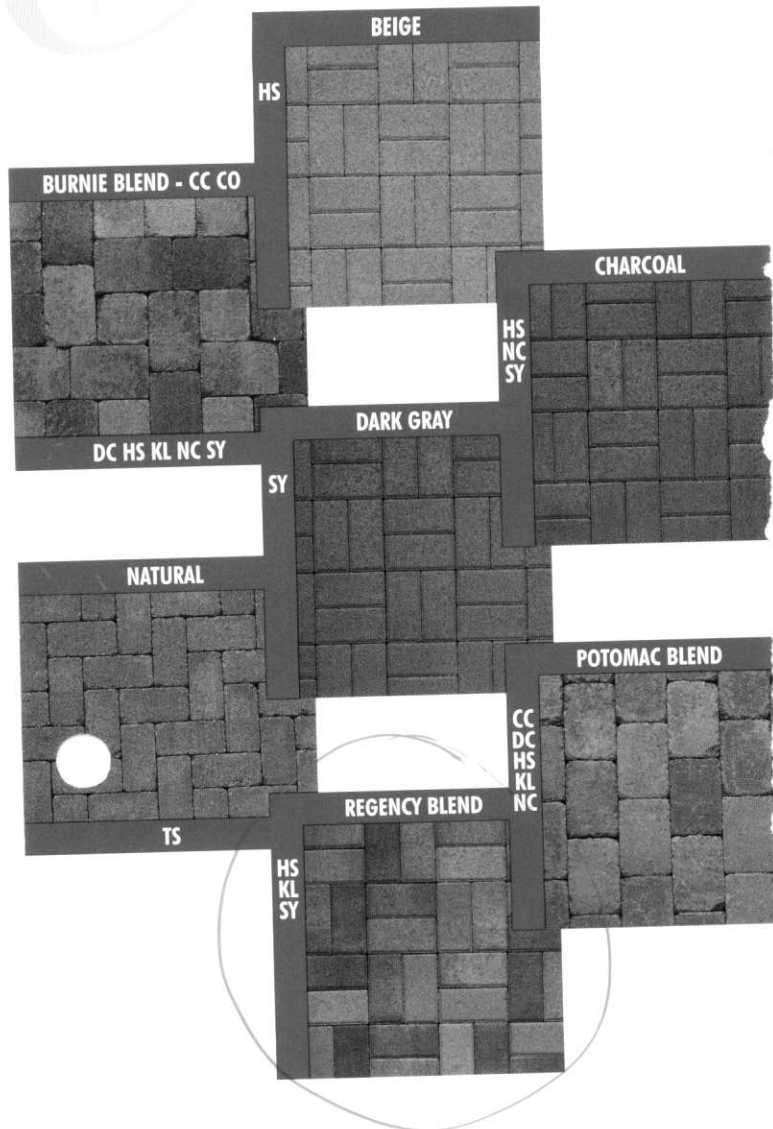 BEIGE
HS
BURNIE BLEND - CC CO
DC HS KL NC SY
CHARCOAL
HS
NC
SY
DARK GRAY
SY
NATURAL
TS
POTOMAC BLEND
CC
DC
HS
KL
NC
REGENCY BLEND
HS
KL
SY